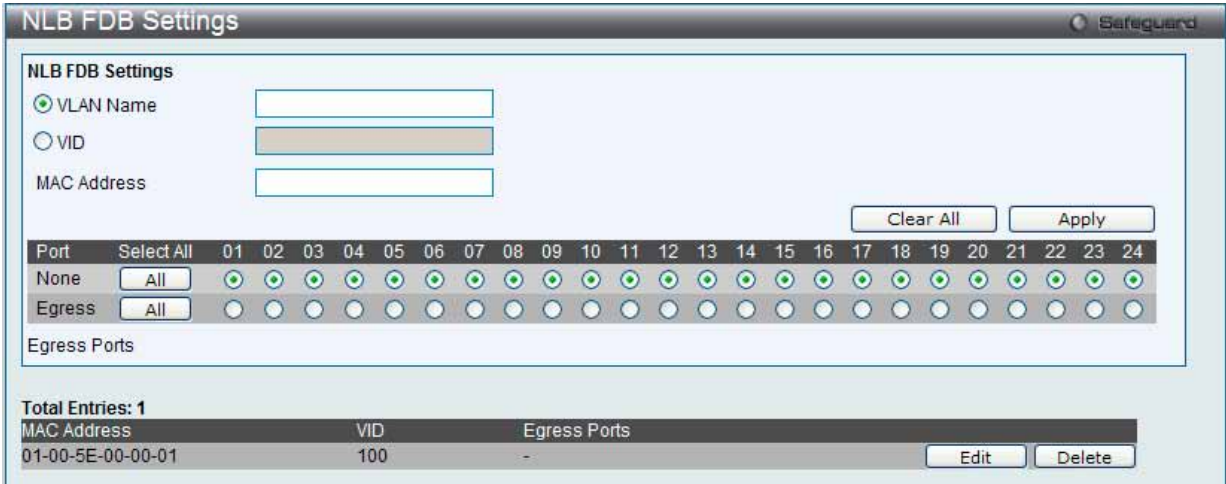 NLB FDB Settings Safeguard
NLB FDB Settings
VLAN Name
VID
MAC Address
Clear All Apply
Port Select All 01 02 03 04 05 06 07 08 09 10 11 12 13 14 15 16 17 18 19 20 21 22 23 24
None All
Egress All
Egress Ports
Total Entries: 1
MAC Address VID Egress Ports
01-00-5E-00-00-01 100 - Edit Delete